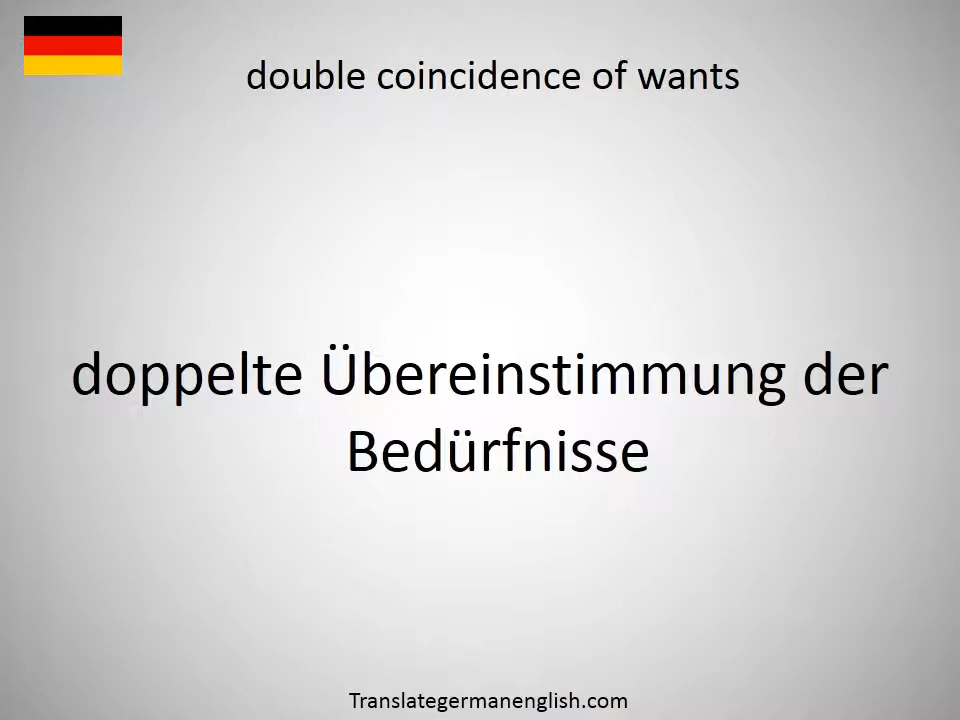 double coincidence of wants
doppelte Übereinstimmung der
Bedürfnisse
Translategermanenglish.com